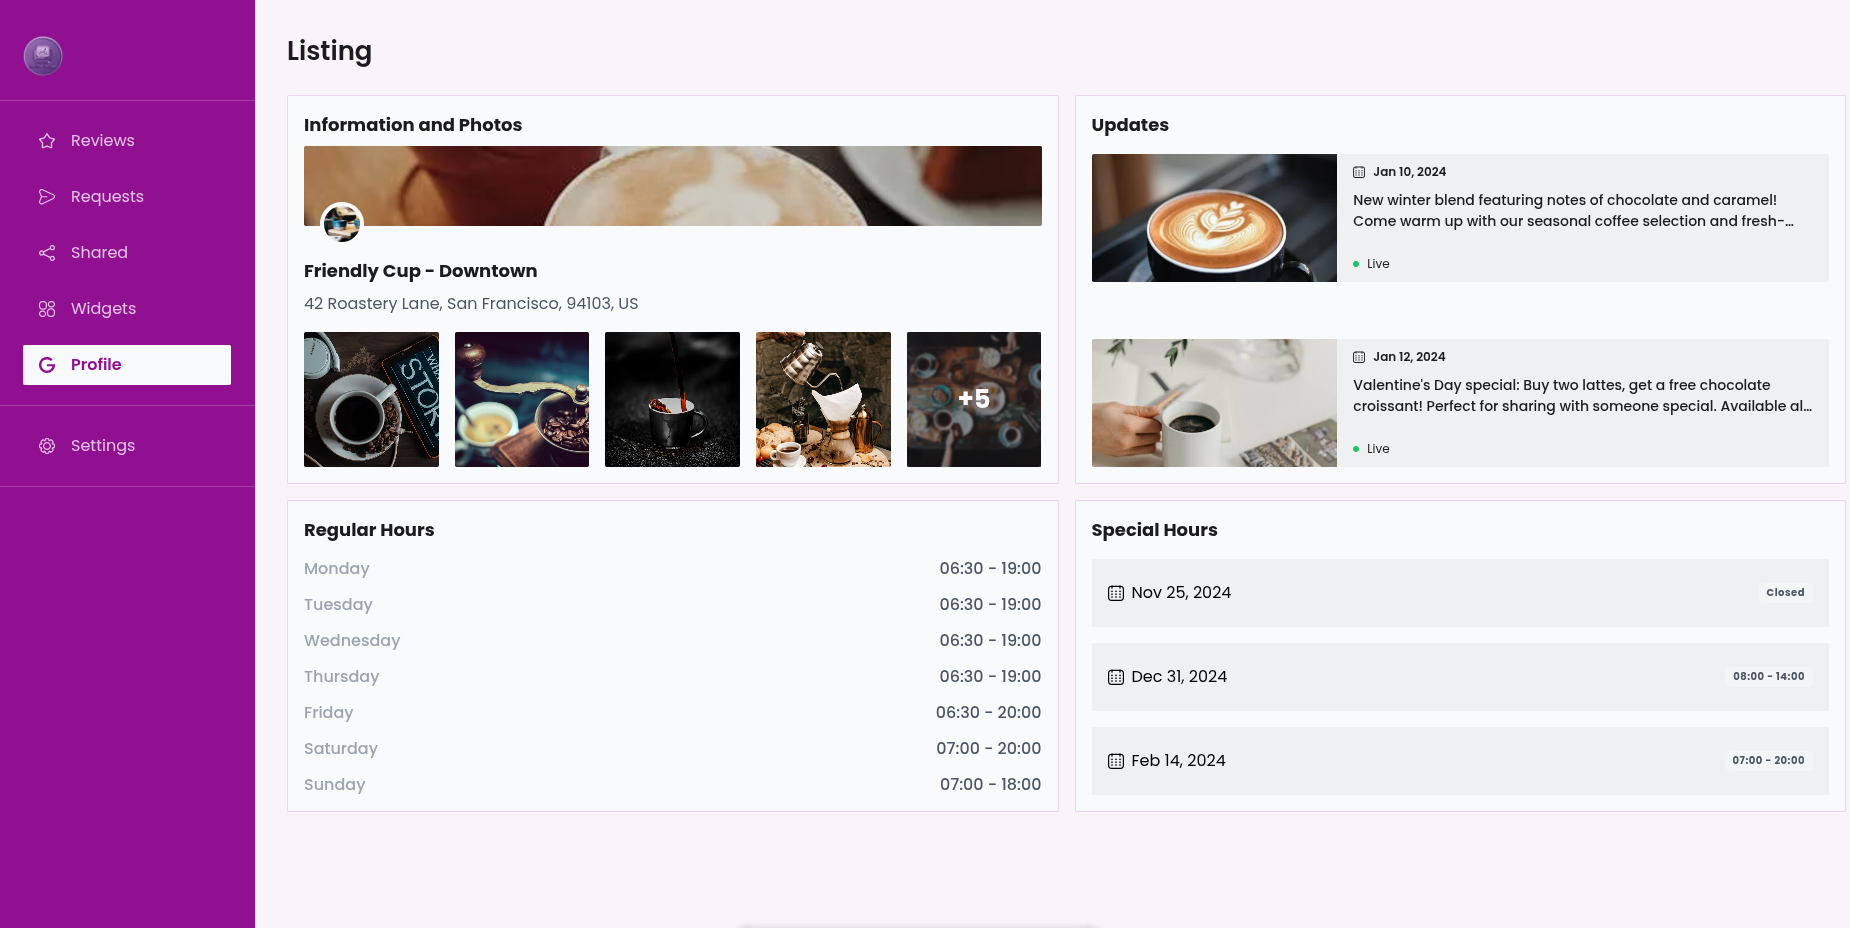 Listing
Reviews
Requests
Shared
Widgets
Profile
Settings
Information and Photos
Friendly Cup - Downtown
42 Roastery Lane, San Francisco, 94103, US
+5
Updates
Jan 10, 2024
New winter blend featuring notes of chocolate and caramel!
Come warm up with our seasonal coffee selection and fresh-...
Live
Jan 12, 2024
Valentine's Day special: Buy two lattes, get a free chocolate
croissant! Perfect for sharing with someone special. Available al...
Live
Regular Hours
Monday 06:30 - 19:00
Tuesday 06:30 - 19:00
Wednesday 06:30 - 19:00
Thursday 06:30 - 19:00
Friday 06:30 - 20:00
Saturday 07:00 - 20:00
Sunday 07:00 - 18:00
Special Hours
Nov 25, 2024 Closed
Dec 31, 2024 08:00 - 14:00
Feb 14, 2024 07:00 - 20:00